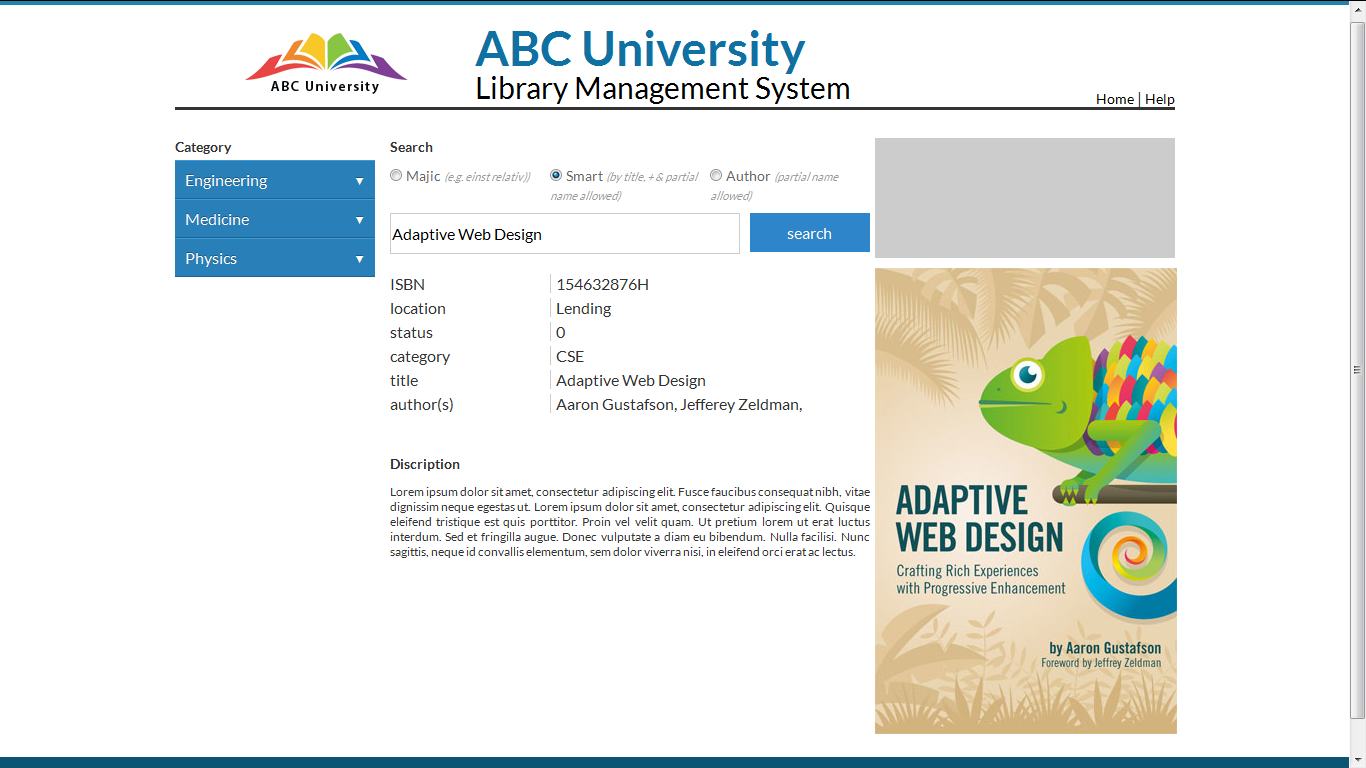 ABC University
ABC University
Library Management System
Home | Help
Category
Engineering ▼
Medicine ▼
Physics ▼
Search
Majic (e.g. einst relativ))
Smart (by title, + & partial
name allowed)
Author (partial name
allowed)
Adaptive Web Design
search
ISBN 154632876H
location Lending
status 0
category CSE
title Adaptive Web Design
author(s) Aaron Gustafson, Jefferey Zeldman,
Discription
Lorem ipsum dolor sit amet, consectetur adipiscing elit. Fusce faucibus consequat nibh, vitae
dignissim neque egestas ut. Lorem ipsum dolor sit amet, consectetur adipiscing elit. Quisque
eleifend tristique est quis porttitor. Proin vel velit quam. Ut pretium lorem ut erat luctus
interdum. Sed et fringilla augue. Donec vulputate a diam eu bibendum. Nulla facilisi. Nunc
sagittis, neque id convallis elementum, sem dolor viverra nisi, in eleifend orci erat ac lectus.
ADAPTIVE
WEB DESIGN
Crafting Rich Experiences
with Progressive Enhancement
by Aaron Gustafson
Foreword by Jeffrey Zeldman